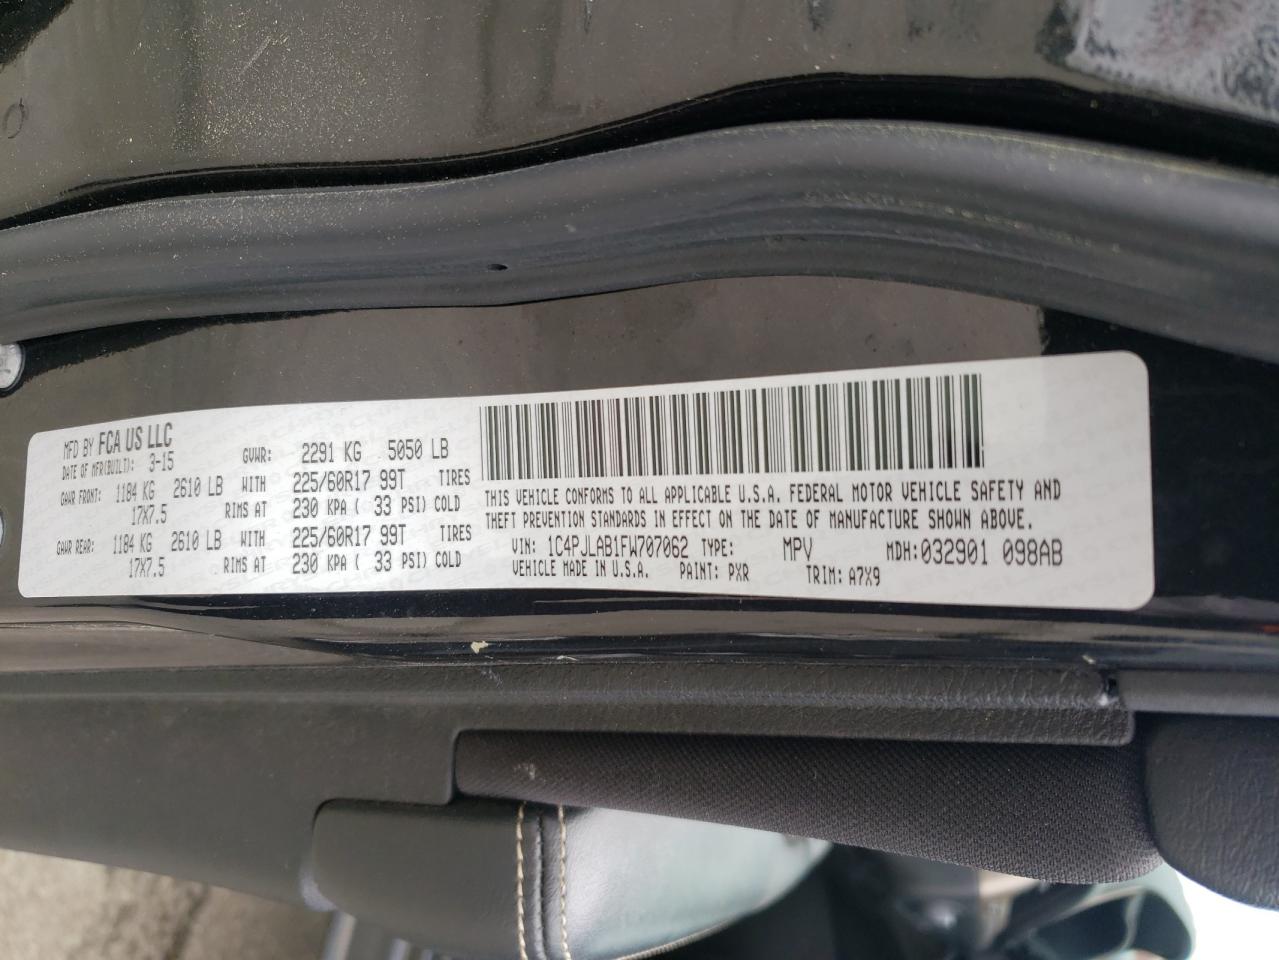 MFD BY FCA US LLC
DATE OF MFR(BUILT): 3-15 GVWR: 2291 KG 5050 LB
GAWR FRONT: 1184 KG 2610 LB WITH 225/60R17 99T TIRES
17X7.5 RIMS AT 230 KPA ( 33 PSI) COLD
GAWR REAR: 1184 KG 2610 LB WITH 225/60R17 99T TIRES
17X7.5 RIMS AT 230 KPA ( 33 PSI) COLD
THIS VEHICLE CONFORMS TO ALL APPLICABLE U.S.A. FEDERAL MOTOR VEHICLE SAFETY AND
THEFT PREVENTION STANDARDS IN EFFECT ON THE DATE OF MANUFACTURE SHOWN ABOVE.
VIN: 1C4PJLAB1FW707062 TYPE: MPV MDH:032901 098AB
VEHICLE MADE IN U.S.A. PAINT: PXR TRIM: A7X9